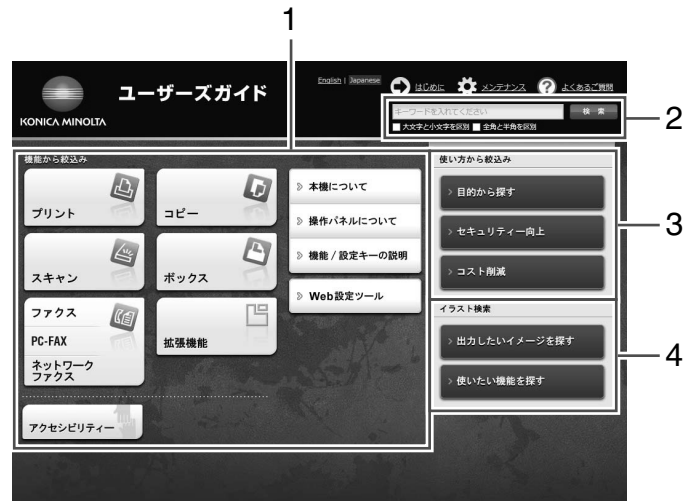 1
KONICA MINOLTA
ユーザーズガイド
English | Japanese
はじめに
メンテナンス
よくあるご質問
キーワードを入れてください
検 索
大文字と小文字を区別 全角と半角を区別
2
機能から絞込み
プリント
コピー
スキャン
ボックス
ファクス
PC-FAX
ネットワーク
ファクス
拡張機能
アクセシビリティー
本機について
操作パネルについて
機能 / 設定キーの説明
Web設定ツール
使い方から絞込み
目的から探す
セキュリティー向上
コスト削減
3
イラスト検索
出力したいイメージを探す
使いたい機能を探す
4